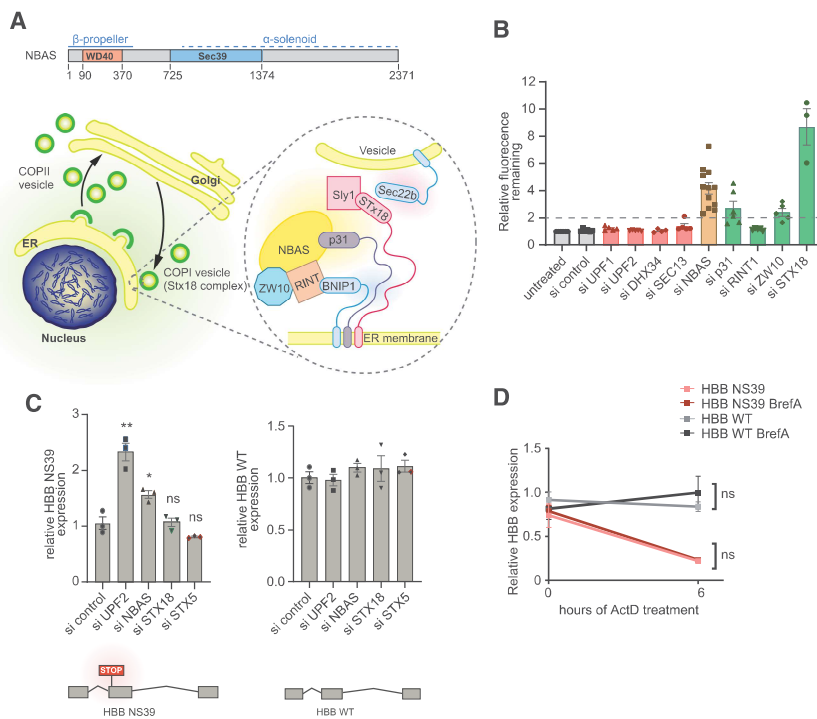 A
β-propeller
α-solenoid
NBAS
WD40
Sec39
1 90 370 725 1374 2371
COPII
vesicle
Golgi
ER
COPI vesicle
(Stx18 complex)
Nucleus
Vesicle
Sly1
STx18
Sec22b
NBAS
p31
ZW10
RINT
BNIP1
ER membrane
B
Relative fluorescence
remaining
12
10
8
6
4
2
0
untreated
si control
si UPF1
si UPF2
si DHX34
si SEC13
si NBAS
si p31
si RINT1
si ZW10
si STX18
C
relative HBB NS39
expression
3
2
1
0
**
*
ns
ns
si control
si UPF2
si NBAS
si STX18
si STX5
STOP
HBB NS39
relative HBB WT
expression
1.5
1.0
0.5
0.0
si control
si UPF2
si NBAS
si STX18
si STX5
HBB WT
D
HBB NS39
HBB NS39 BrefA
HBB WT
HBB WT BrefA
Relative HBB expression
1.5
1.0
0.5
0
ns
ns
0 6
hours of ActD treatment